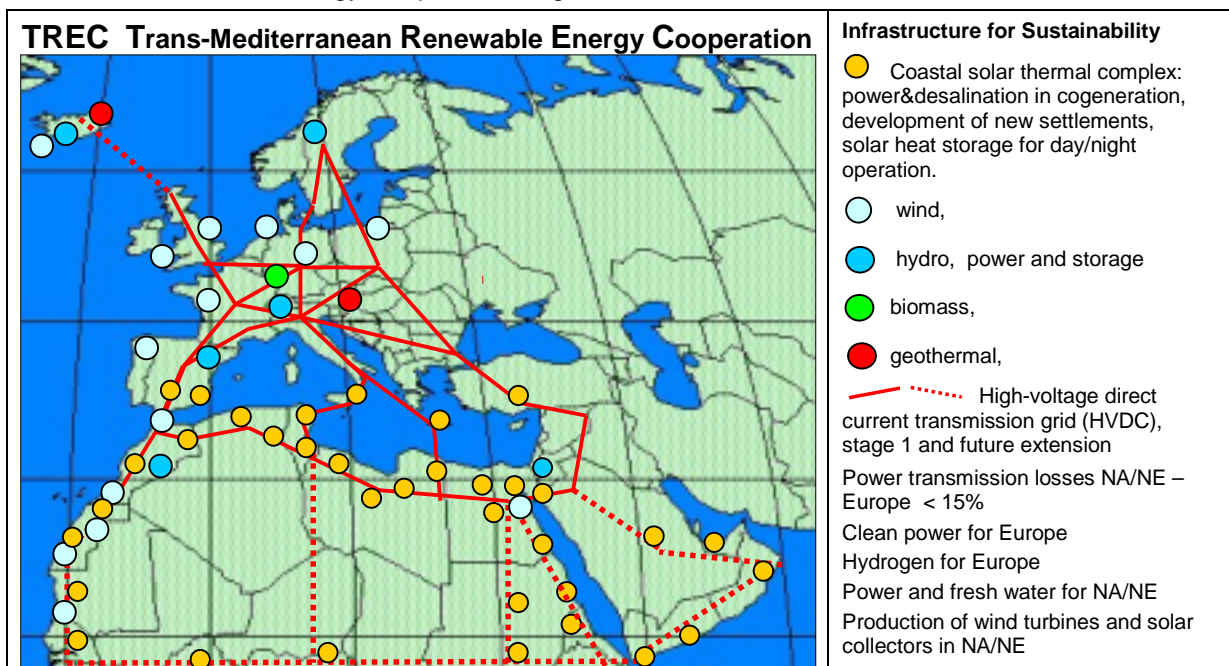 TREC Trans-Mediterranean Renewable Energy Cooperation
Infrastructure for Sustainability
Coastal solar thermal complex:
power&desalination in cogeneration,
development of new settlements,
solar heat storage for day/night
operation.
wind,
hydro, power and storage
biomass,
geothermal,
High-voltage direct
current transmission grid (HVDC),
stage 1 and future extension
Power transmission losses NA/NE –
Europe < 15%
Clean power for Europe
Hydrogen for Europe
Power and fresh water for NA/NE
Production of wind turbines and solar
collectors in NA/NE